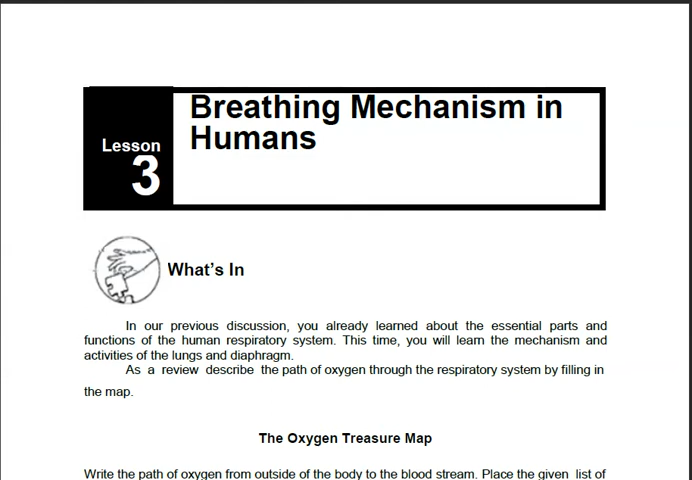 Breathing Mechanism in
Humans
Lesson
3
What's In
In our previous discussion, you already learned about the essential parts and
functions of the human respiratory system. This time, you will learn the mechanism and
activities of the lungs and diaphragm.
As a review describe the path of oxygen through the respiratory system by filling in
the map.
The Oxygen Treasure Map
Write the path of oxygen from outside of the body to the blood stream. Place the given list of